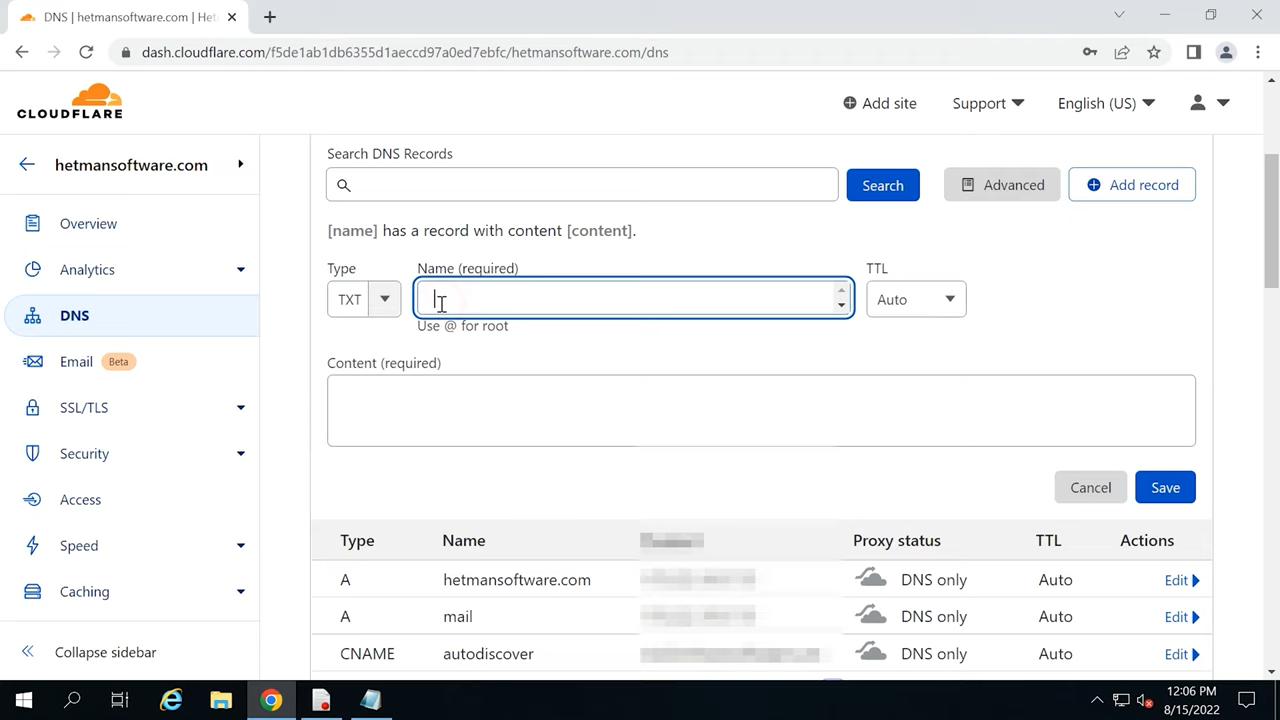 DNS | hetmansoftware.com | Het
dash.cloudflare.com/f5de1ab1db6355d1aeccd97a0ed7ebfc/hetmansoftware.com/dns
CLOUDFLARE
Add site
Support
English (US)
hetmansoftware.com
Overview
Analytics
DNS
Email Beta
SSL/TLS
Security
Access
Speed
Caching
Collapse sidebar
Search DNS Records
Search
Advanced
Add record
[name] has a record with content [content].
Type Name (required) TTL
TXT Auto
Use @ for root
Content (required)
Cancel Save
Type Name Proxy status TTL Actions
A hetmansoftware.com DNS only Auto Edit
A mail DNS only Auto Edit
CNAME autodiscover DNS only Auto Edit
12:06 PM
8/15/2022